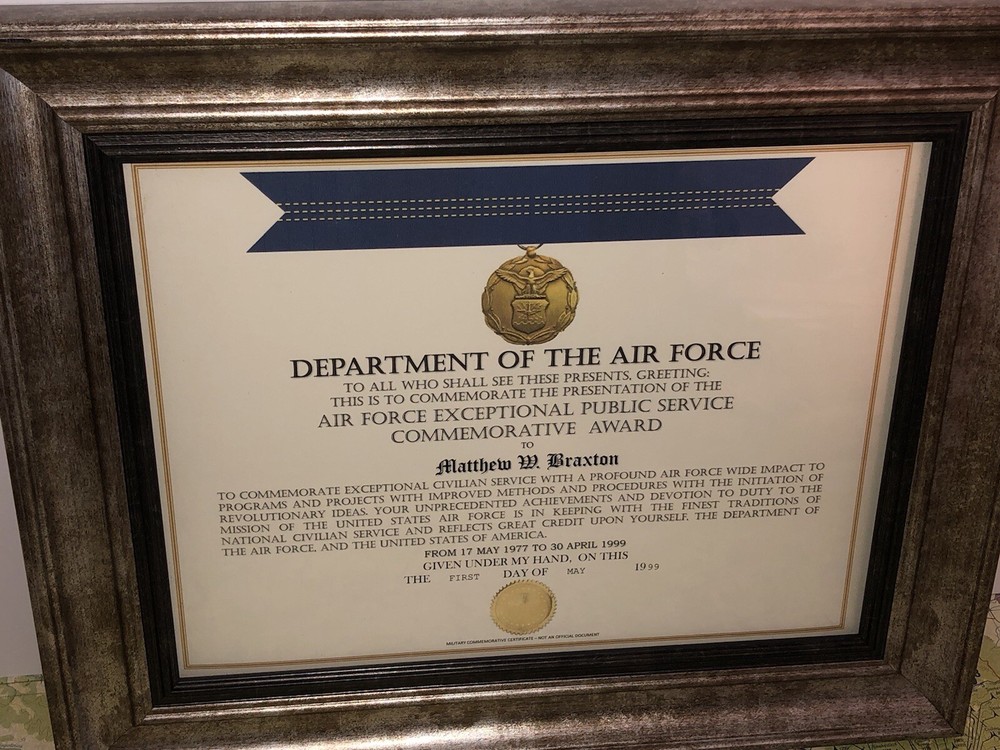 DEPARTMENT OF THE AIR FORCE
TO ALL WHO SHALL SEE THESE PRESENTS, GREETING:
THIS IS TO COMMEMORATE THE PRESENTATION OF THE
AIR FORCE EXCEPTIONAL PUBLIC SERVICE
COMMEMORATIVE AWARD
TO
Matthew W. Braxton
TO COMMEMORATE EXCEPTIONAL CIVILIAN SERVICE WITH A PROFOUND AIR FORCE WIDE IMPACT TO
PROGRAMS AND PROJECTS WITH IMPROVED METHODS AND PROCEDURES WITH THE INITIATION OF
REVOLUTIONARY IDEAS. YOUR UNPRECEDENTED ACHIEVEMENTS AND DEVOTION TO DUTY TO THE
MISSION OF THE UNITED STATES AIR FORCE IS IN KEEPING WITH THE FINEST TRADITIONS OF
NATIONAL CIVILIAN SERVICE AND REFLECTS GREAT CREDIT UPON YOURSELF, THE DEPARTMENT OF
THE AIR FORCE, AND THE UNITED STATES OF AMERICA.
FROM 17 MAY 1977 TO 30 APRIL 1999
GIVEN UNDER MY HAND, ON THIS
THE FIRST DAY OF MAY 1999
MILITARY COMMEMORATIVE CERTIFICATE - NOT AN OFFICIAL DOCUMENT